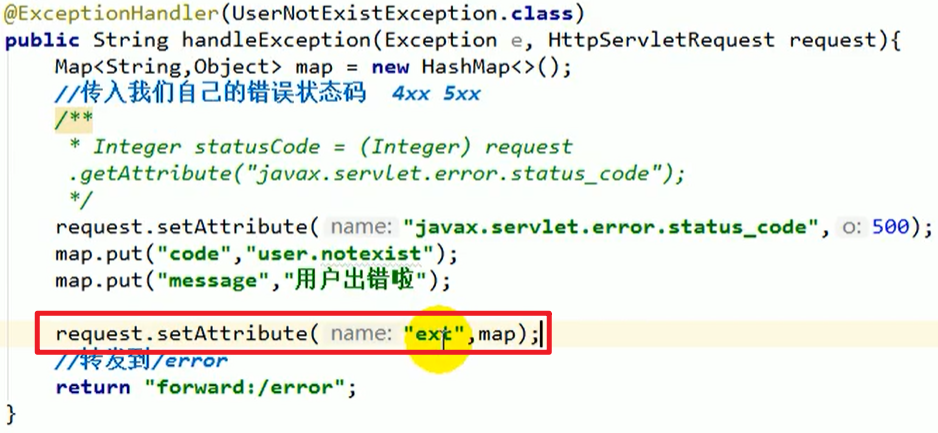 @ExceptionHandler(UserNotExistException.class)
public String handleException(Exception e, HttpServletRequest request){
Map<String,Object> map = new HashMap<>();
//传入我们自己的错误状态码 4xx 5xx
/**
* Integer statusCode = (Integer) request
.getAttribute("javax.servlet.error.status_code");
*/
request.setAttribute( name: "javax.servlet.error.status_code", o: 500);
map.put("code","user.notexist");
map.put("message","用户出错啦");
request.setAttribute( name: "ext",map);
//转发到/error
return "forward:/error";
}